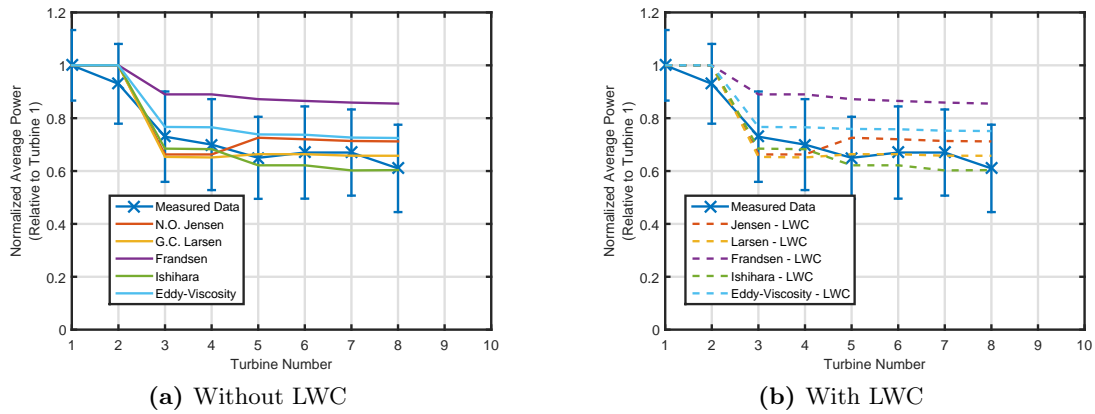 1.2
1
0.8
0.6
0.4
0.2
0
Normalized Average Power
(Relative to Turbine 1)
Measured Data
N.O. Jensen
G.C. Larsen
Frandsen
Ishihara
Eddy-Viscosity
1 2 3 4 5 6 7 8 9 10
Turbine Number
(a) Without LWC
1.2
1
0.8
0.6
0.4
0.2
0
Normalized Average Power
(Relative to Turbine 1)
Measured Data
Jensen - LWC
Larsen - LWC
Frandsen - LWC
Ishihara - LWC
Eddy-Viscosity - LWC
1 2 3 4 5 6 7 8 9 10
Turbine Number
(b) With LWC